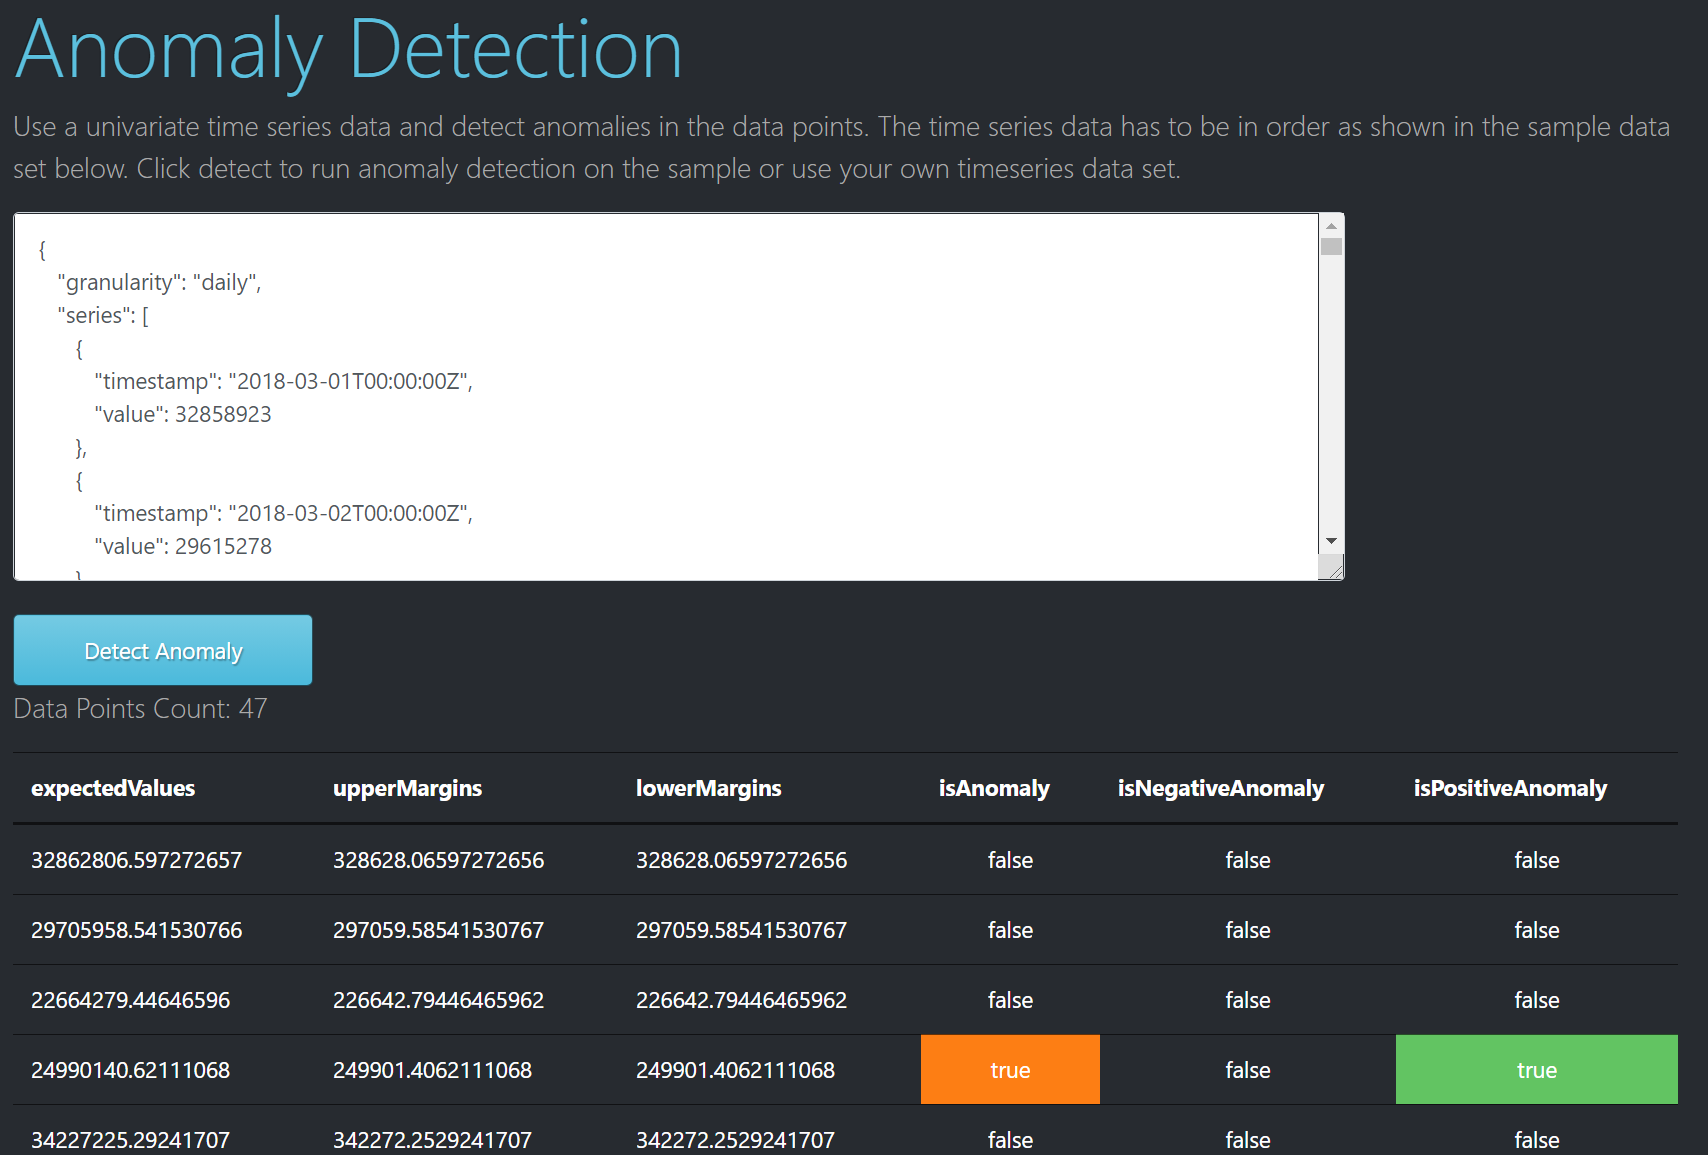 Anomaly Detection
Use a univariate time series data and detect anomalies in the data points. The time series data has to be in order as shown in the sample data
set below. Click detect to run anomaly detection on the sample or use your own timeseries data set.
{
"granularity": "daily",
"series": [
{
"timestamp": "2018-03-01T00:00:00Z",
"value": 32858923
},
{
"timestamp": "2018-03-02T00:00:00Z",
"value": 29615278
}
Detect Anomaly
Data Points Count: 47
expectedValues upperMargins lowerMargins isAnomaly isNegativeAnomaly isPositiveAnomaly
32862806.597272657 328628.06597272656 328628.06597272656 false false false
29705958.541530766 297059.58541530767 297059.58541530767 false false false
22664279.44646596 226642.79446465962 226642.79446465962 false false false
24990140.62111068 249901.4062111068 249901.4062111068 true false true
34227225.29241707 342272.2529241707 342272.2529241707 false false false